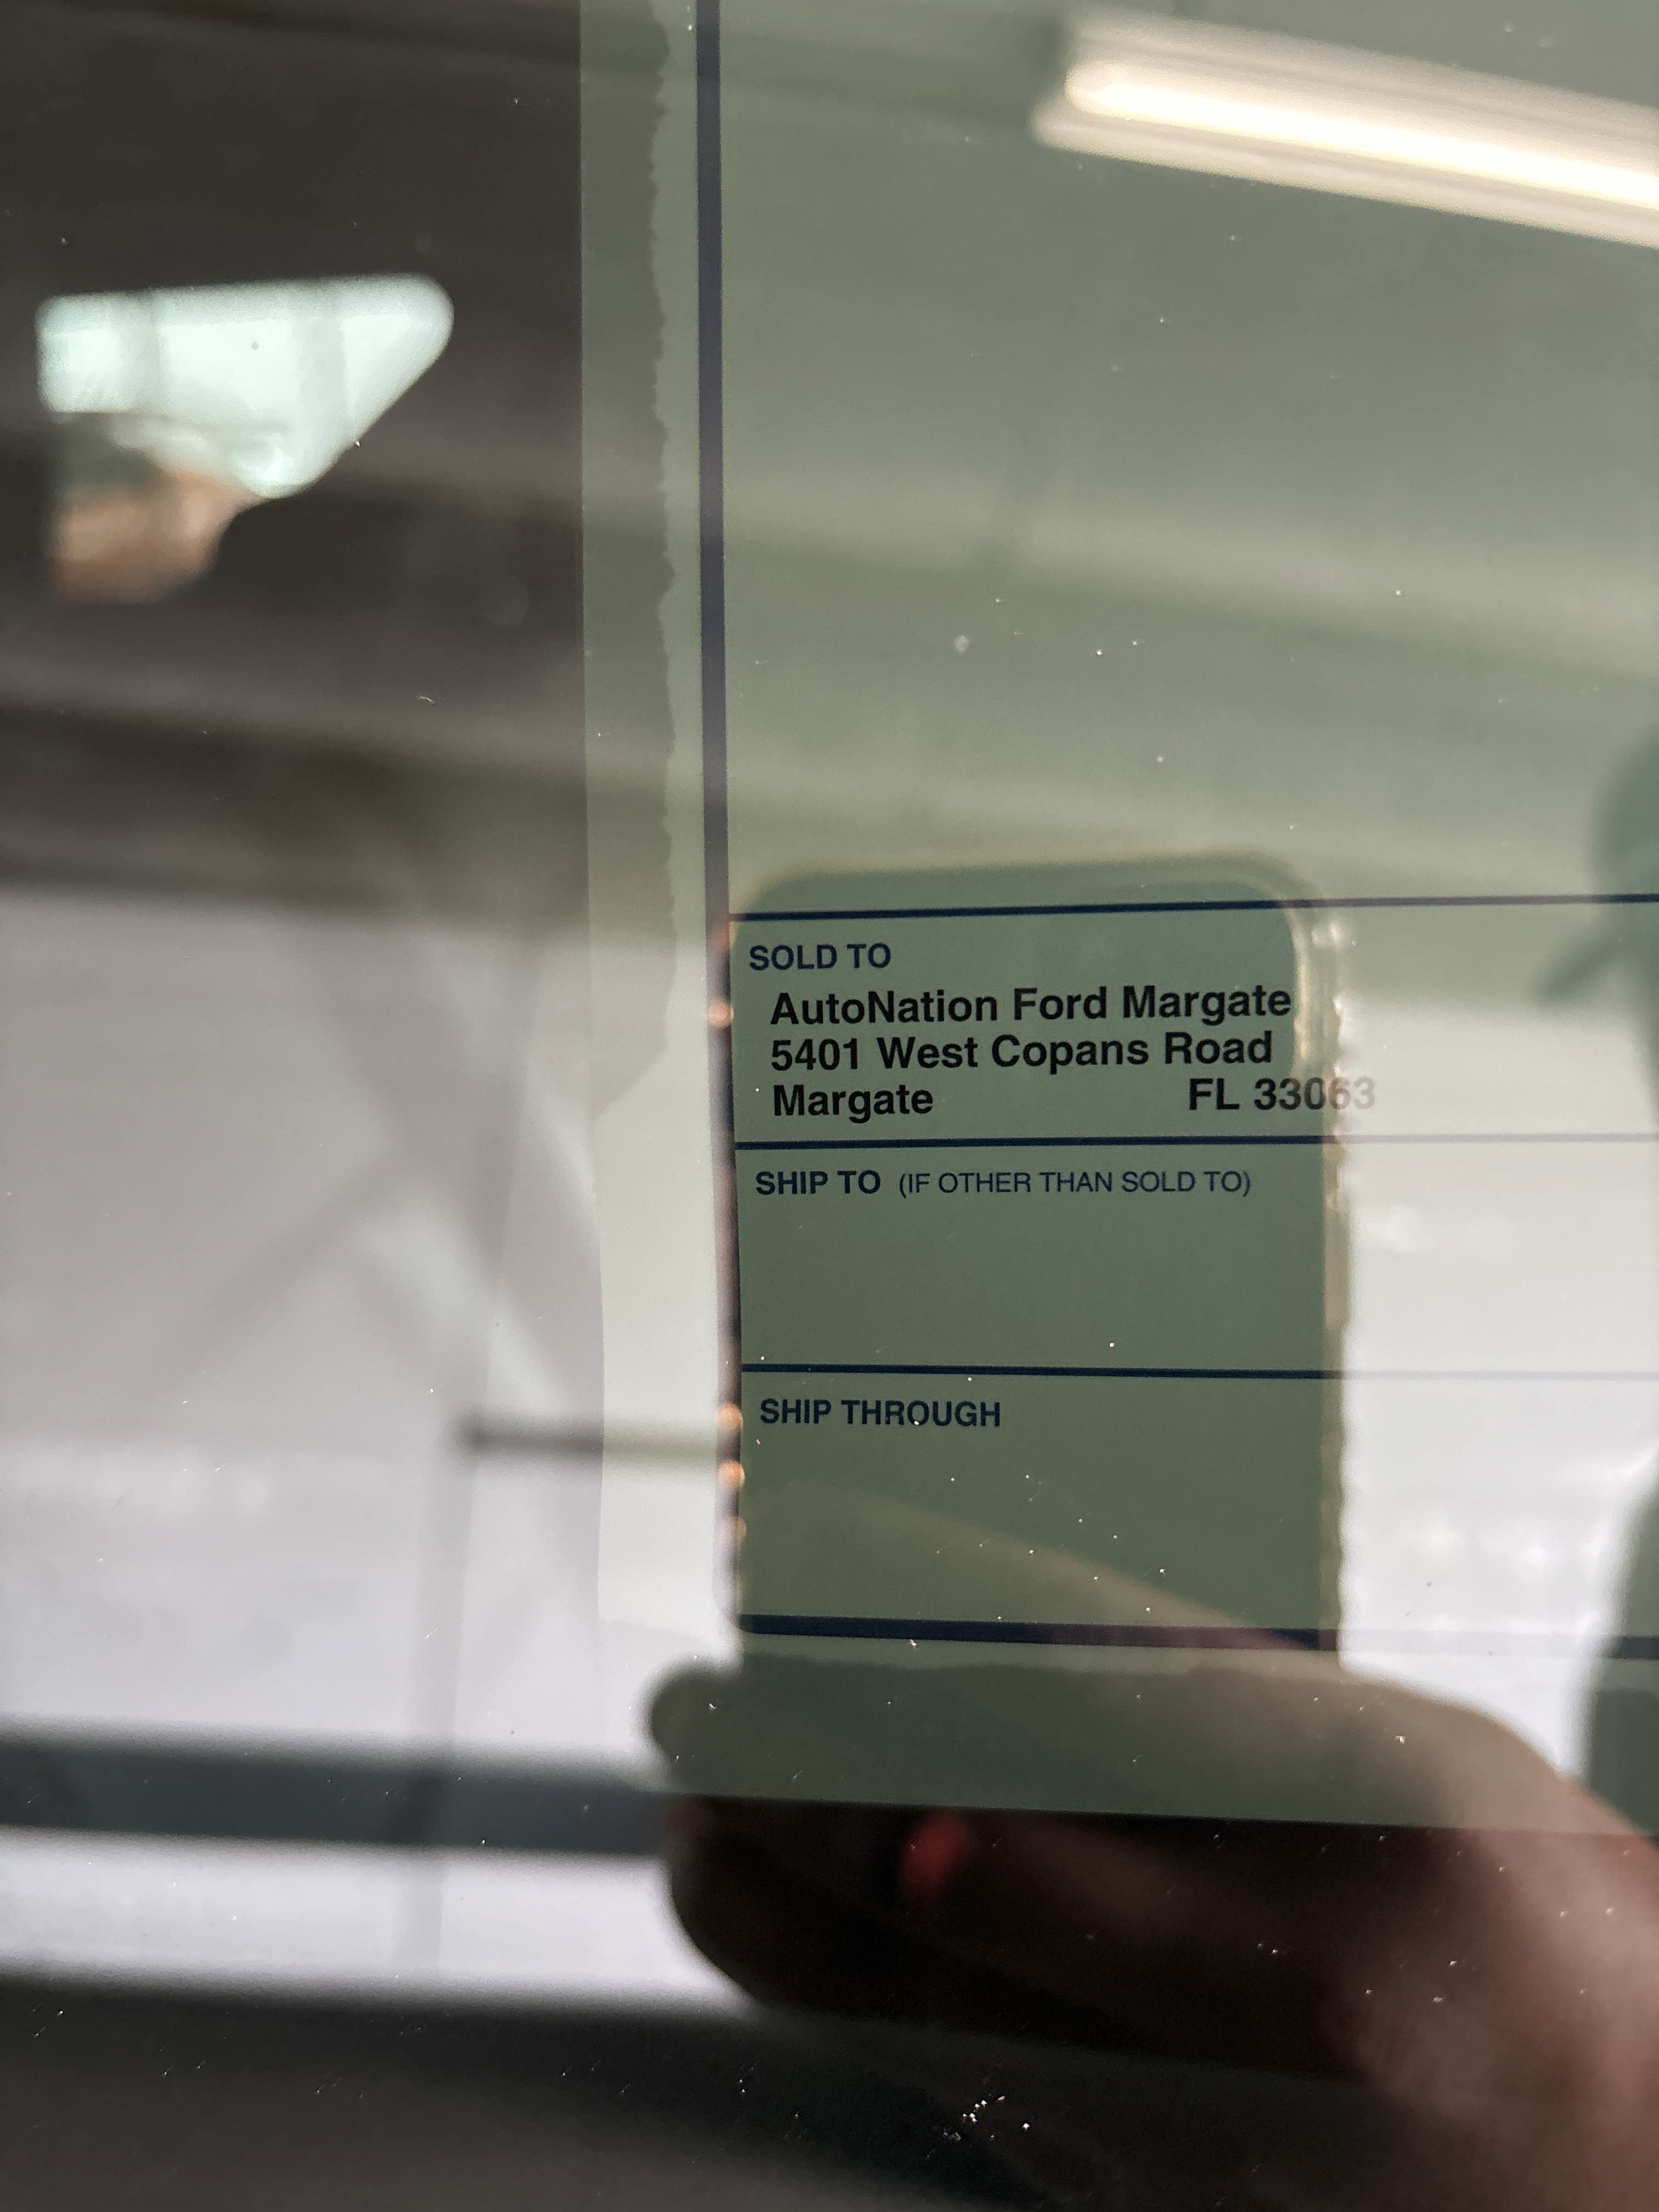 SOLD TO
AutoNation Ford Margate
5401 West Copans Road
Margate FL 33063
SHIP TO (IF OTHER THAN SOLD TO)
SHIP THROUGH